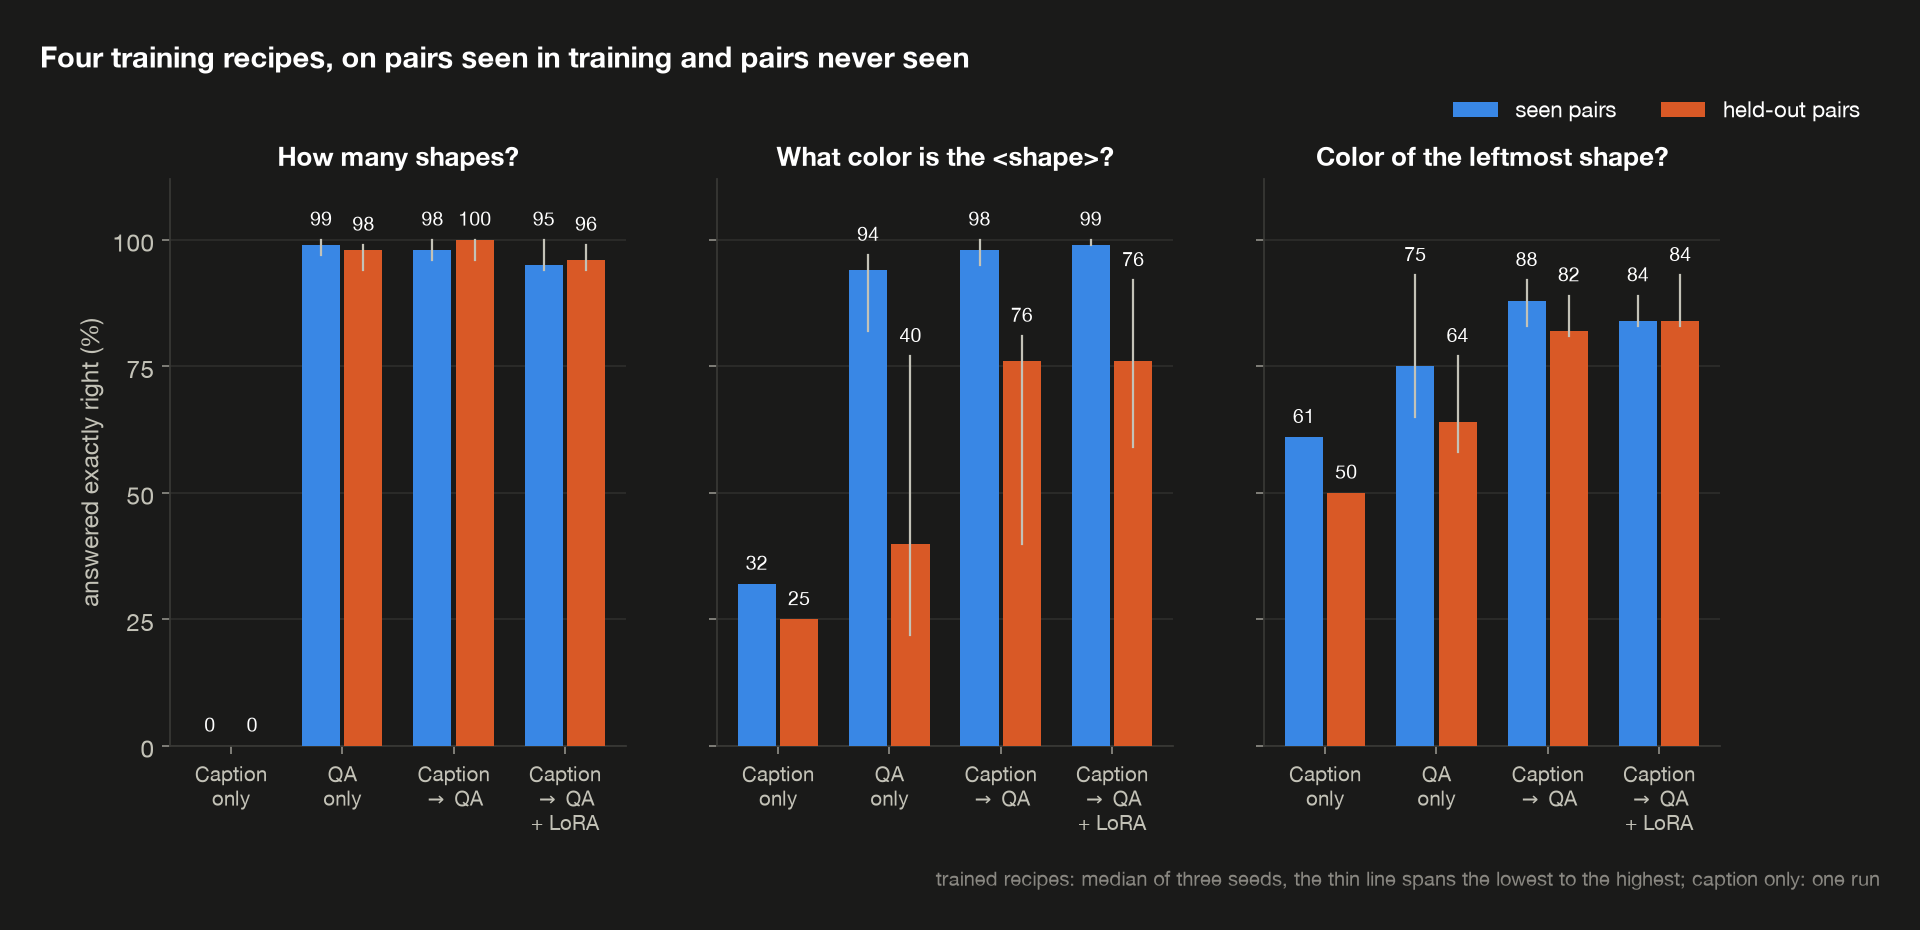 Four training recipes, on pairs seen in training and pairs never seen
seen pairs
held-out pairs
How many shapes?
What color is the <shape>?
Color of the leftmost shape?
answered exactly right (%)
100
75
50
25
0
0
0
99
98
98
100
95
96
32
25
94
40
98
76
99
76
61
50
75
64
88
82
84
84
Caption
only
QA
only
Caption
→ QA
Caption
→ QA
+ LoRA
Caption
only
QA
only
Caption
→ QA
Caption
→ QA
+ LoRA
Caption
only
QA
only
Caption
→ QA
Caption
→ QA
+ LoRA
trained recipes: median of three seeds, the thin line spans the lowest to the highest; caption only: one run